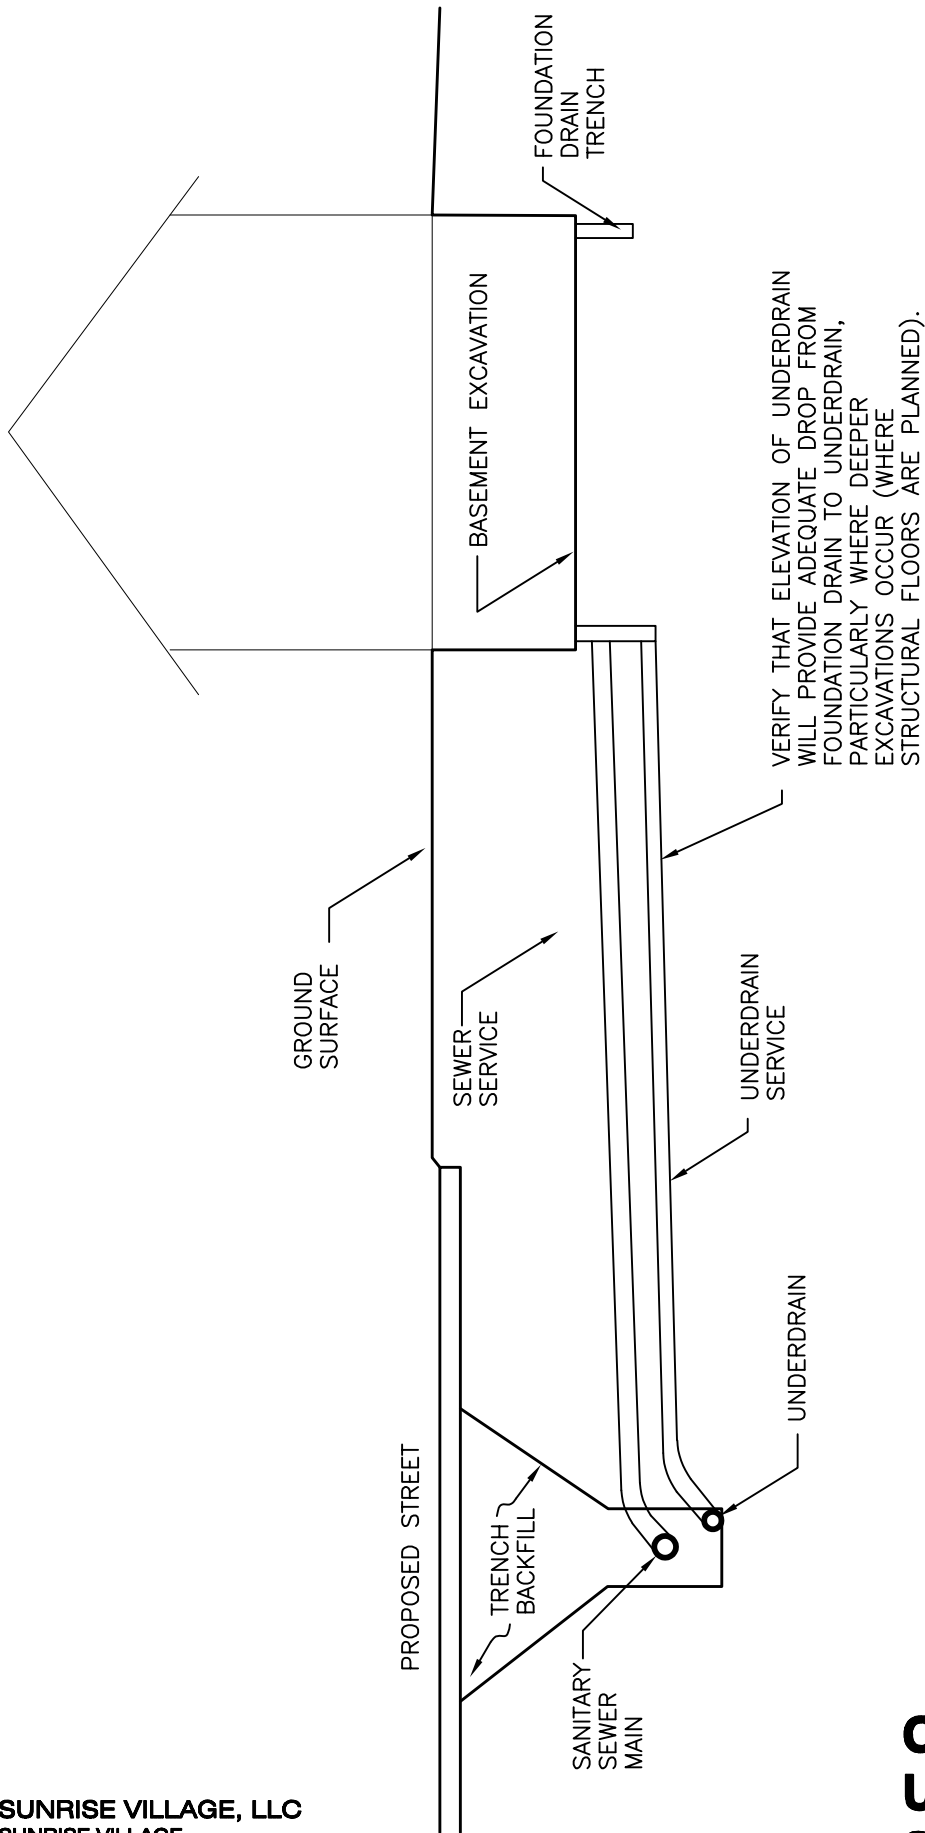 FOUNDATION
DRAIN
TRENCH
BASEMENT EXCAVATION
VERIFY THAT ELEVATION OF UNDERDRAIN
WILL PROVIDE ADEQUATE DROP FROM
FOUNDATION DRAIN TO UNDERDRAIN,
PARTICULARLY WHERE DEEPER
EXCAVATIONS OCCUR (WHERE
STRUCTURAL FLOORS ARE PLANNED).
GROUND
SURFACE
SEWER
SERVICE
UNDERDRAIN
SERVICE
UNDERDRAIN
PROPOSED STREET
TRENCH
BACKFILL
SANITARY
SEWER
MAIN
SUNRISE VILLAGE, LLC
SUNRISE VILLAGE